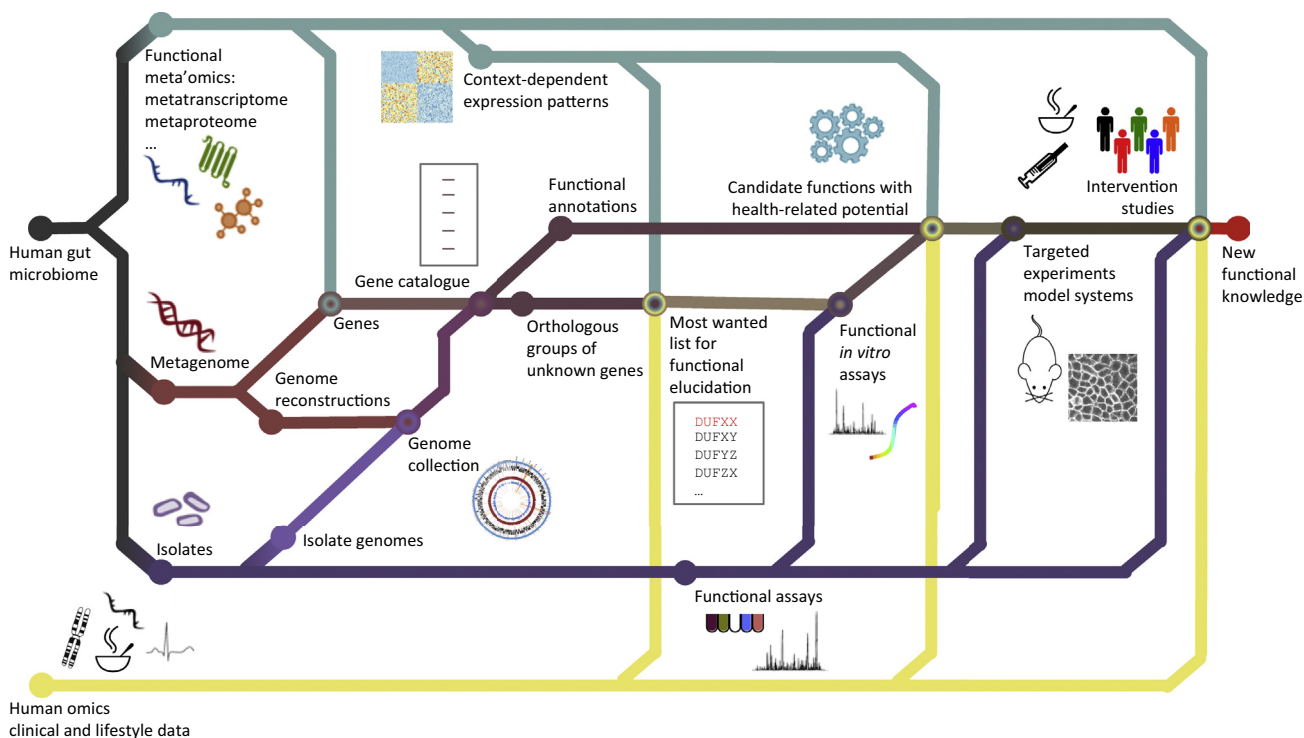 Functional
meta'omics:
metatranscriptome
metaproteome
...
Context-dependent
expression patterns
Human gut
microbiome
Gene catalogue
Functional
annotations
Candidate functions with
health-related potential
Intervention
studies
Targeted
experiments
model systems
New
functional
knowledge
Metagenome
Genes
Genome
reconstructions
Orthologous
groups of
unknown genes
Most wanted
list for
functional
elucidation
DUFXX
DUFXY
DUFYZ
DUFZX
...
Functional
in vitro
assays
Genome
collection
Isolates
Isolate genomes
Functional assays
Human omics
clinical and lifestyle data